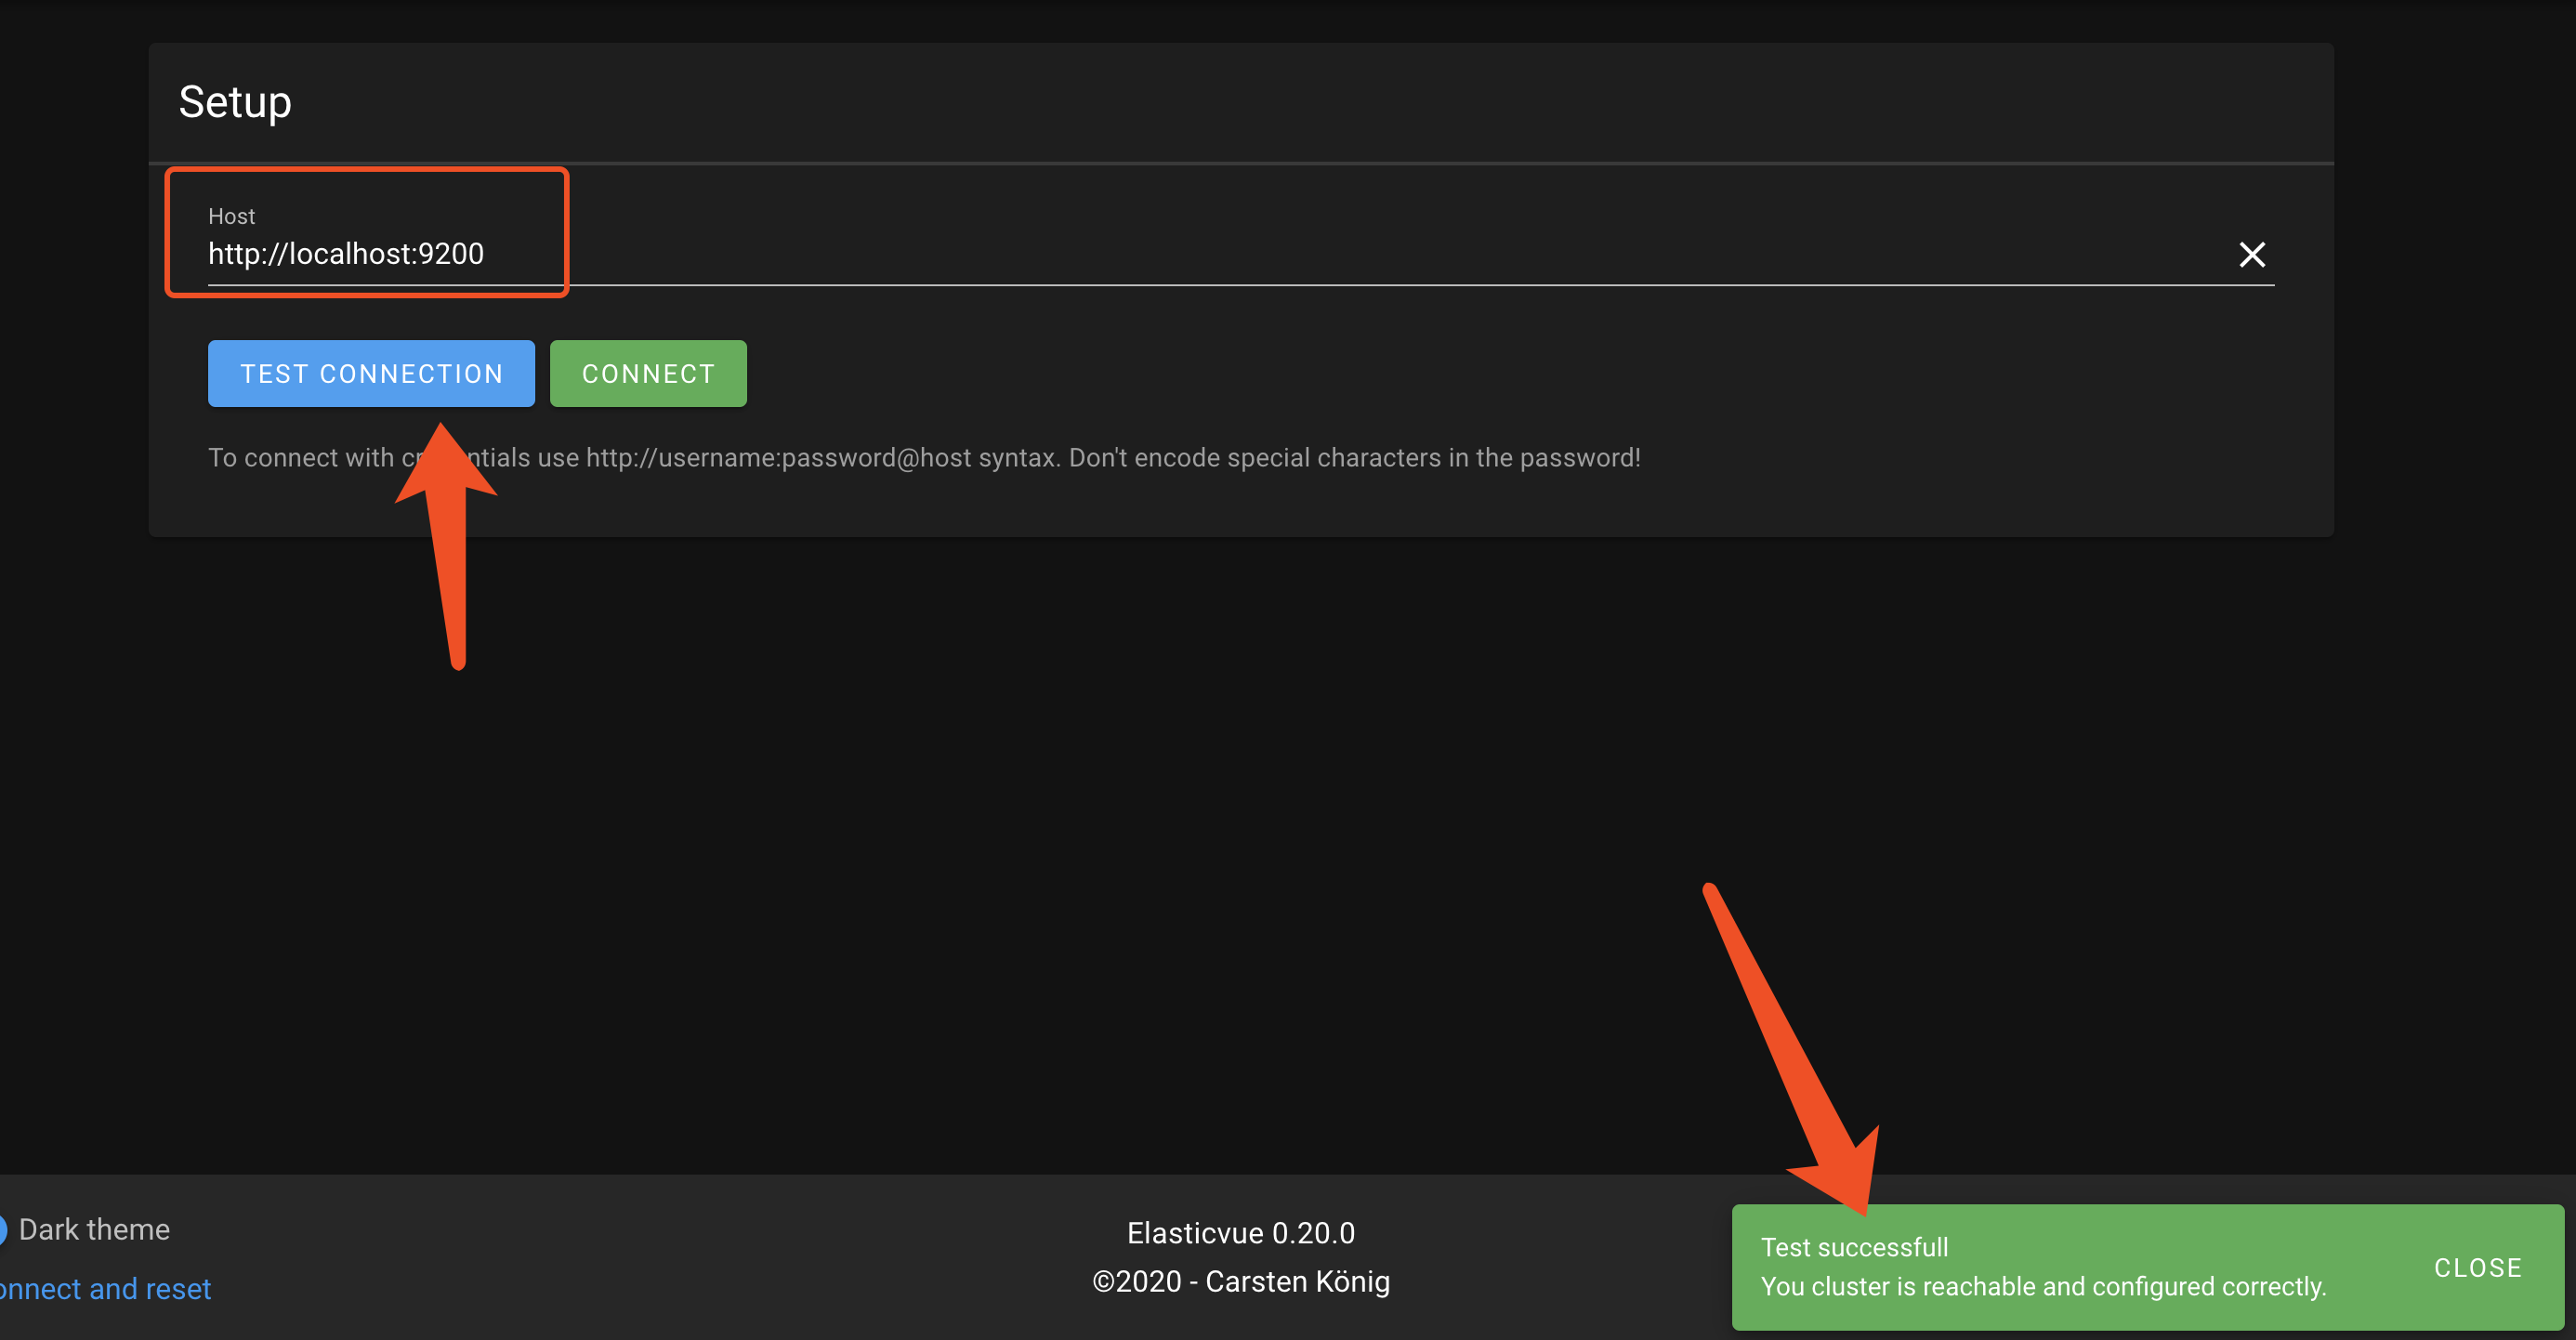 Setup
Host
http://localhost:9200
TEST CONNECTION
CONNECT
To connect with cr ntials use http://username:password@host syntax. Don't encode special characters in the password!
Dark theme
onnect and reset
Elasticvue 0.20.0
©2020 - Carsten König
Test successfull
You cluster is reachable and configured correctly.
CLOSE